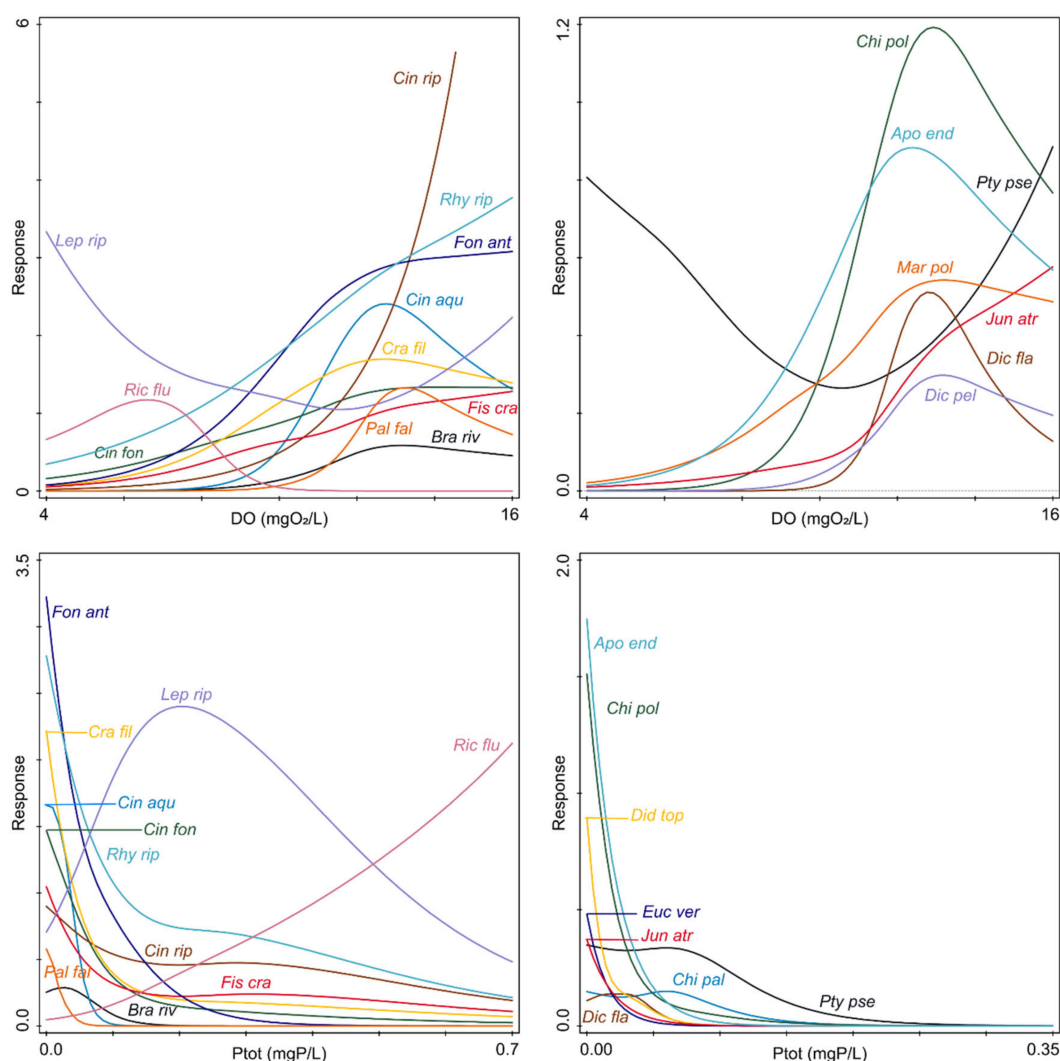 6
Response
0
Cin rip
Rhy rip
Lep rip
Fon ant
Cin aqu
Cra fil
Ric flu
Fis cra
Pal fal
Cin fon
Bra riv
4
DO (mgO₂/L)
16
1.2
Response
0.0
Chi pol
Apo end
Pty pse
Mar pol
Jun atr
Dic fla
Dic pel
4
DO (mgO₂/L)
16
3.5
Response
0.0
Fon ant
Lep rip
Cra fil
Ric flu
Cin aqu
Cin fon
Rhy rip
Cin rip
Pal fal
Fis cra
Bra riv
0.0
Ptot (mgP/L)
0.7
2.0
Response
0.0
Apo end
Chi pol
Did top
Euc ver
Jun atr
Chi pal
Pty pse
Dic fla
0.00
Ptot (mgP/L)
0.35